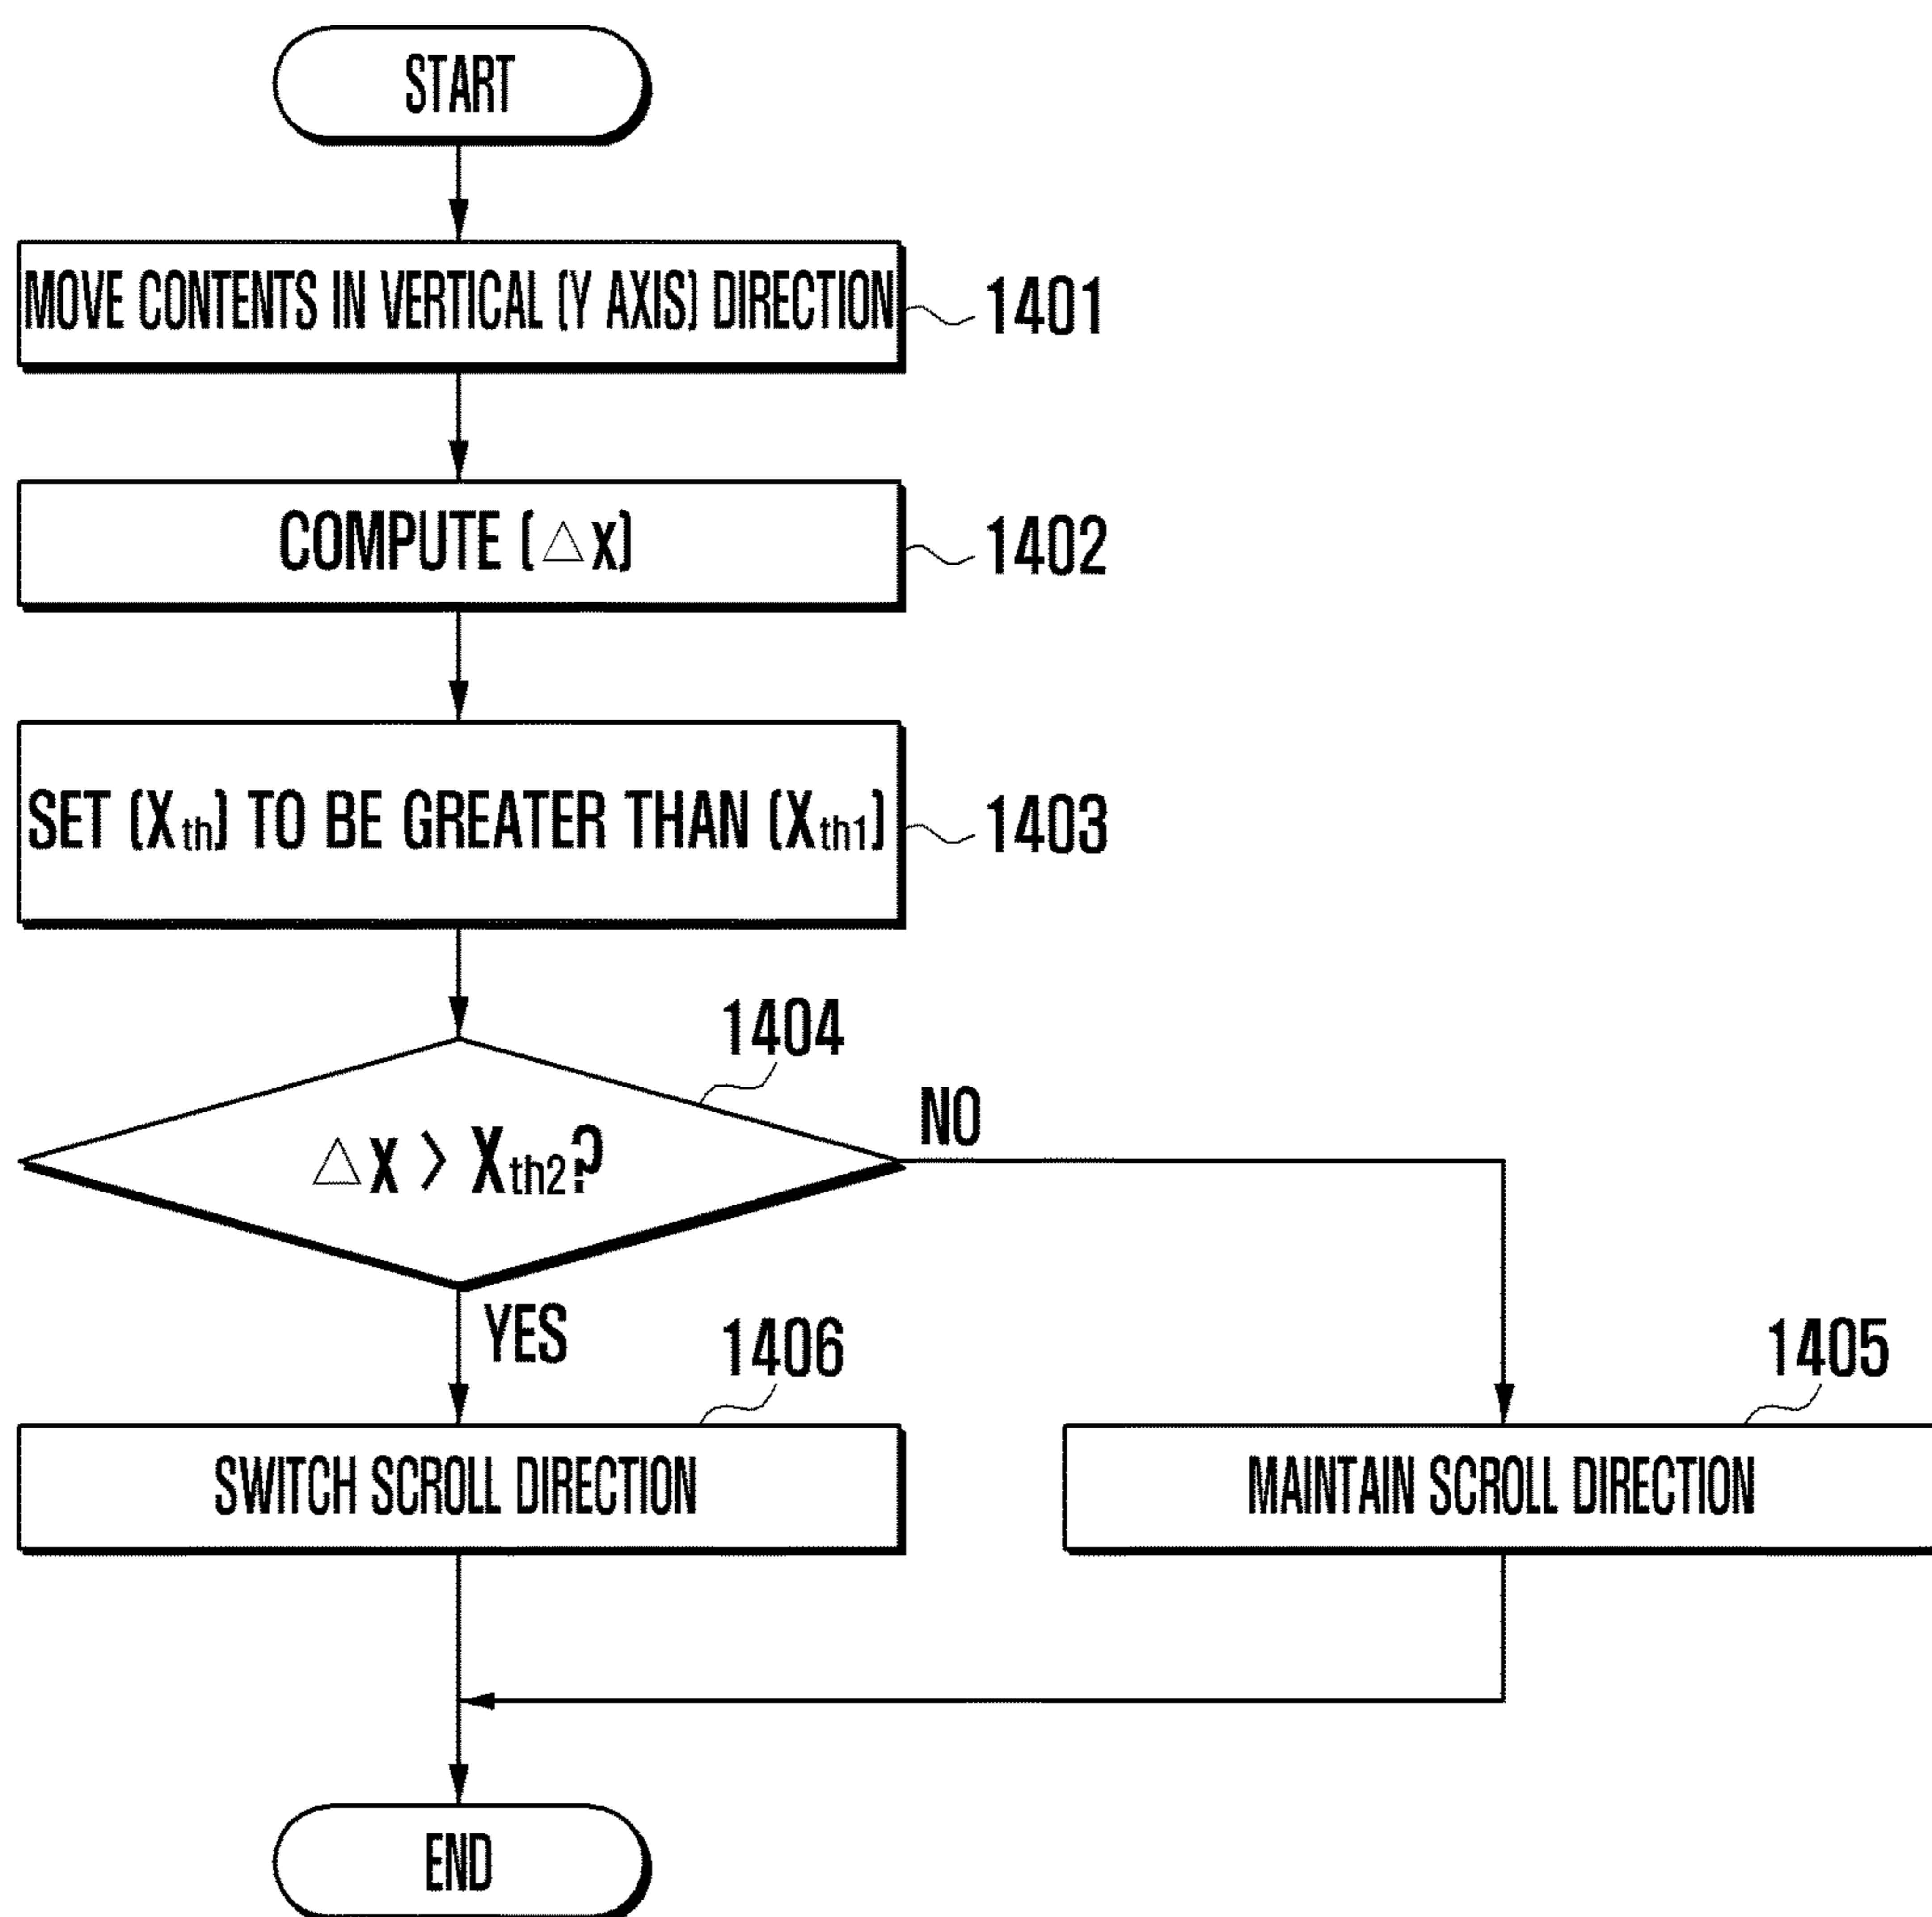 START
MOVE CONTENTS IN VERTICAL (Y AXIS) DIRECTION
1401
COMPUTE (△x)
1402
SET (Xth) TO BE GREATER THAN (Xth1)
1403
1404
△x > Xth2?
NO
YES
1406
SWITCH SCROLL DIRECTION
1405
MAINTAIN SCROLL DIRECTION
END